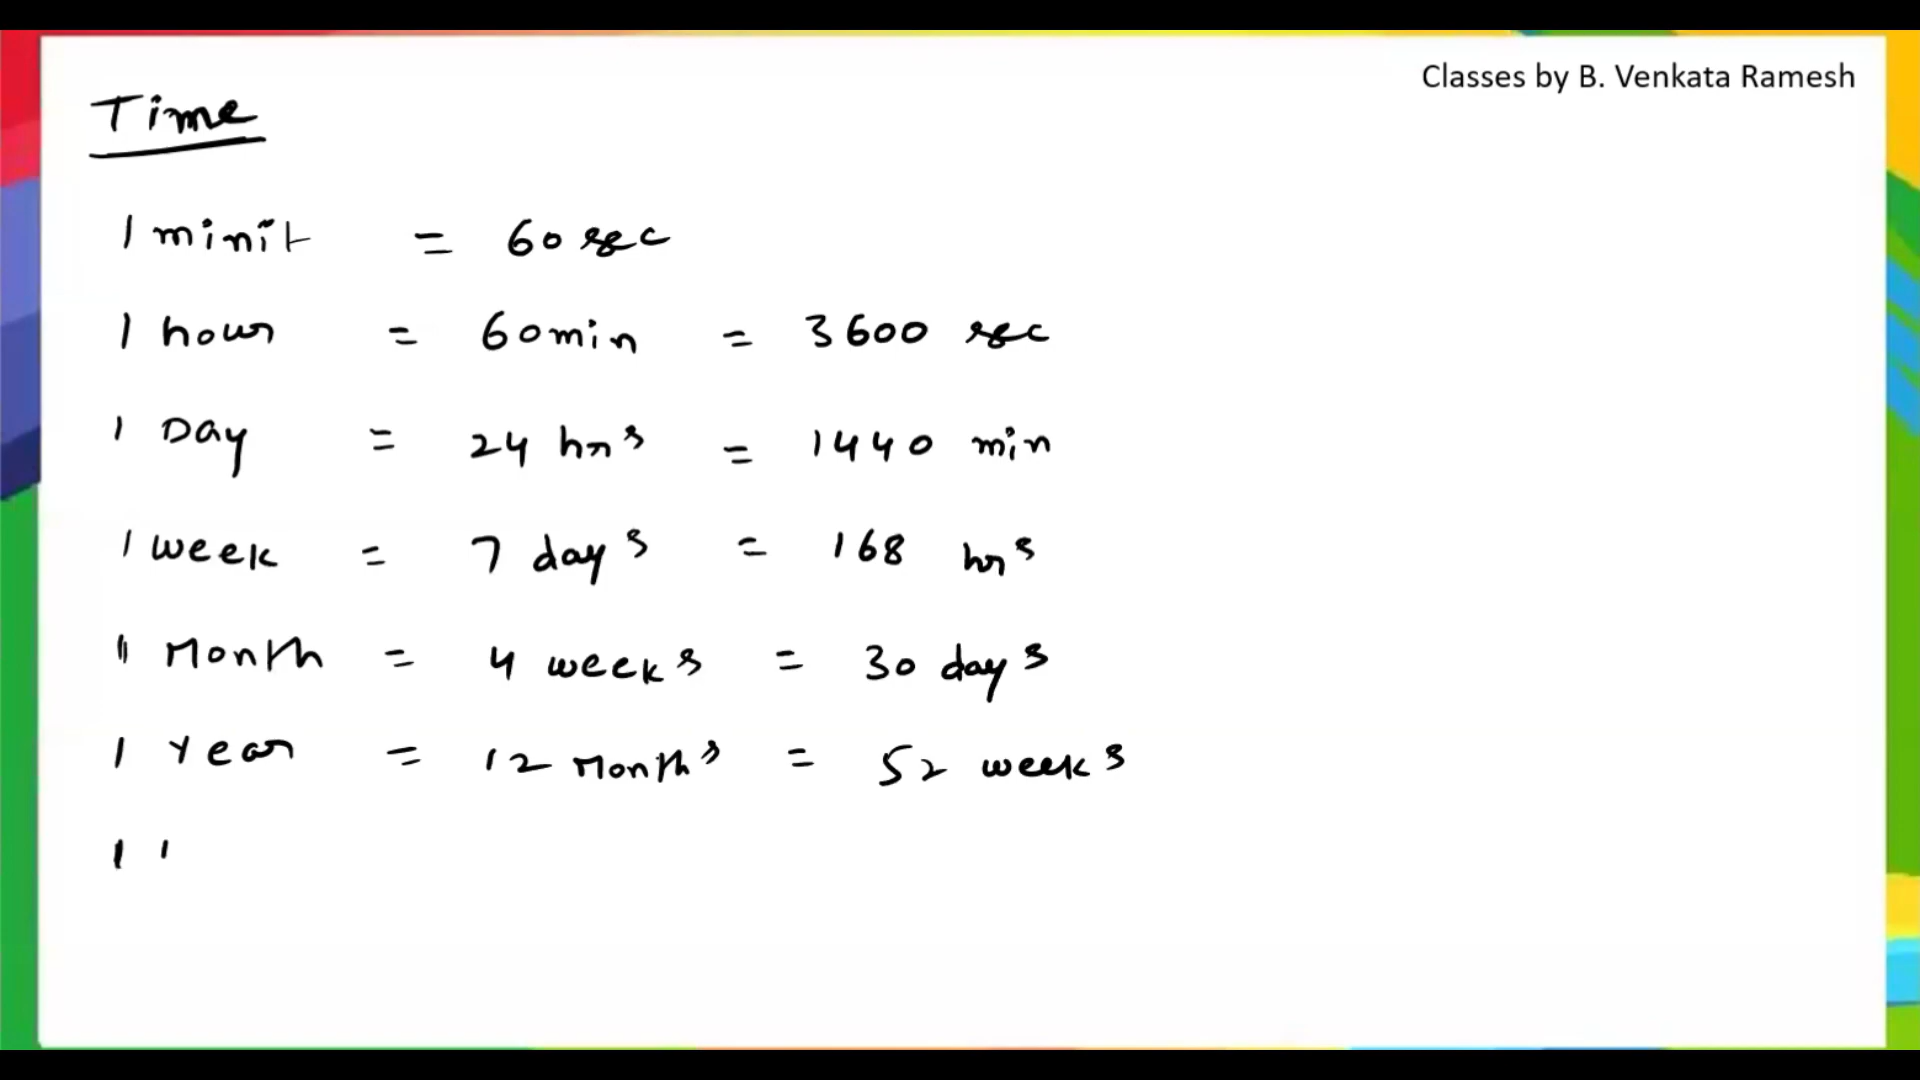 Classes by B. Venkata Ramesh
Time
1 minit = 60 sec
1 hour = 60 min = 3600 sec
1 Day = 24 hrs = 1440 min
1 week = 7 days = 168 hrs
1 Month = 4 weeks = 30 days
1 Year = 12 Months = 52 weeks
1